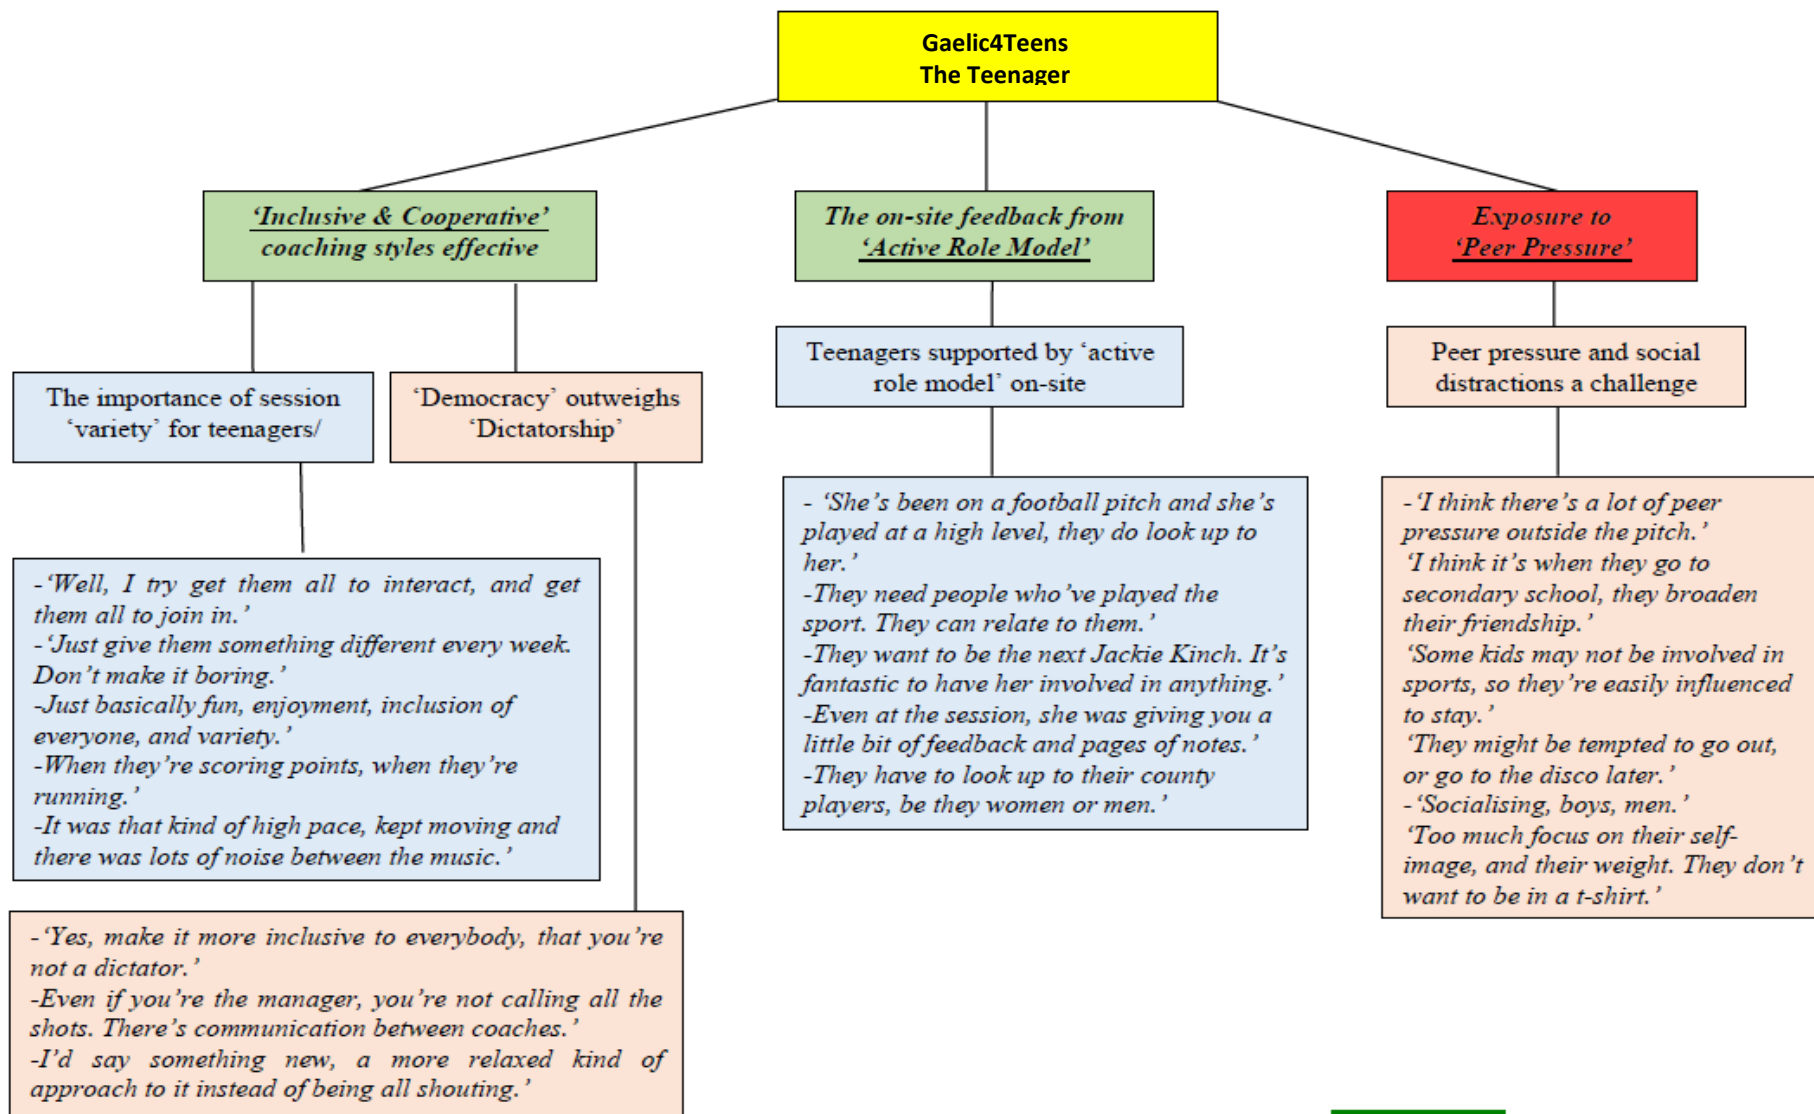 Gaelic4Teens
The Teenager
‘Inclusive & Cooperative’
coaching styles effective
The on-site feedback from
‘Active Role Model’
Exposure to
‘Peer Pressure’
The importance of session
‘variety’ for teenagers/
‘Democracy’ outweighs
‘Dictatorship’
Teenagers supported by ‘active
role model’ on-site
Peer pressure and social
distractions a challenge
-‘Well, I try get them all to interact, and get
them all to join in.’
-‘Just give them something different every week.
Don’t make it boring.’
-Just basically fun, enjoyment, inclusion of
everyone, and variety.’
-When they’re scoring points, when they’re
running.’
-It was that kind of high pace, kept moving and
there was lots of noise between the music.’
-‘Yes, make it more inclusive to everybody, that you’re
not a dictator.’
-Even if you’re the manager, you’re not calling all the
shots. There’s communication between coaches.’
-I’d say something new, a more relaxed kind of
approach to it instead of being all shouting.’
- ‘She’s been on a football pitch and she’s
played at a high level, they do look up to
her.’
-They need people who’ve played the
sport. They can relate to them.’
-They want to be the next Jackie Kinch. It’s
fantastic to have her involved in anything.’
-Even at the session, she was giving you a
little bit of feedback and pages of notes.’
-They have to look up to their county
players, be they women or men.’
-‘I think there’s a lot of peer
pressure outside the pitch.’
‘I think it’s when they go to
secondary school, they broaden
their friendship.’
‘Some kids may not be involved in
sports, so they’re easily influenced
to stay.’
‘They might be tempted to go out,
or go to the disco later.’
-‘Socialising, boys, men.’
‘Too much focus on their self-
image, and their weight. They don’t
want to be in a t-shirt.’